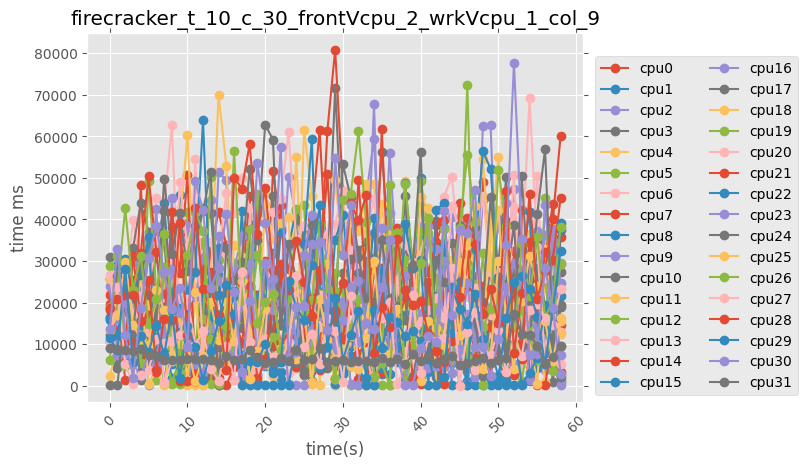 firecracker_t_10_c_30_frontVcpu_2_wrkVcpu_1_col_9
80000
70000
60000
50000
40000
30000
20000
10000
0
time ms
0
10
20
30
40
50
60
time(s)
cpu0
cpu1
cpu2
cpu3
cpu4
cpu5
cpu6
cpu7
cpu8
cpu9
cpu10
cpu11
cpu12
cpu13
cpu14
cpu15
cpu16
cpu17
cpu18
cpu19
cpu20
cpu21
cpu22
cpu23
cpu24
cpu25
cpu26
cpu27
cpu28
cpu29
cpu30
cpu31